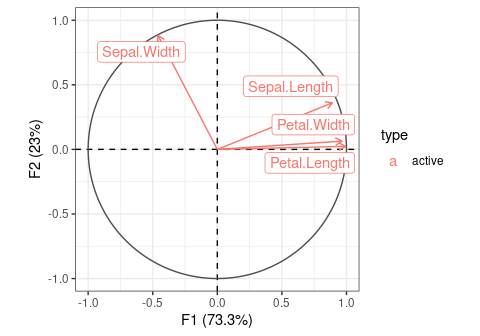 1.0
Sepal.Width
0.5
Sepal.Length
Petal.Width
type
F2 (23%)
0.0
Petal.Length
a active
-0.5
-1.0
-1.0 -0.5 0.0 0.5 1.0
F1 (73.3%)